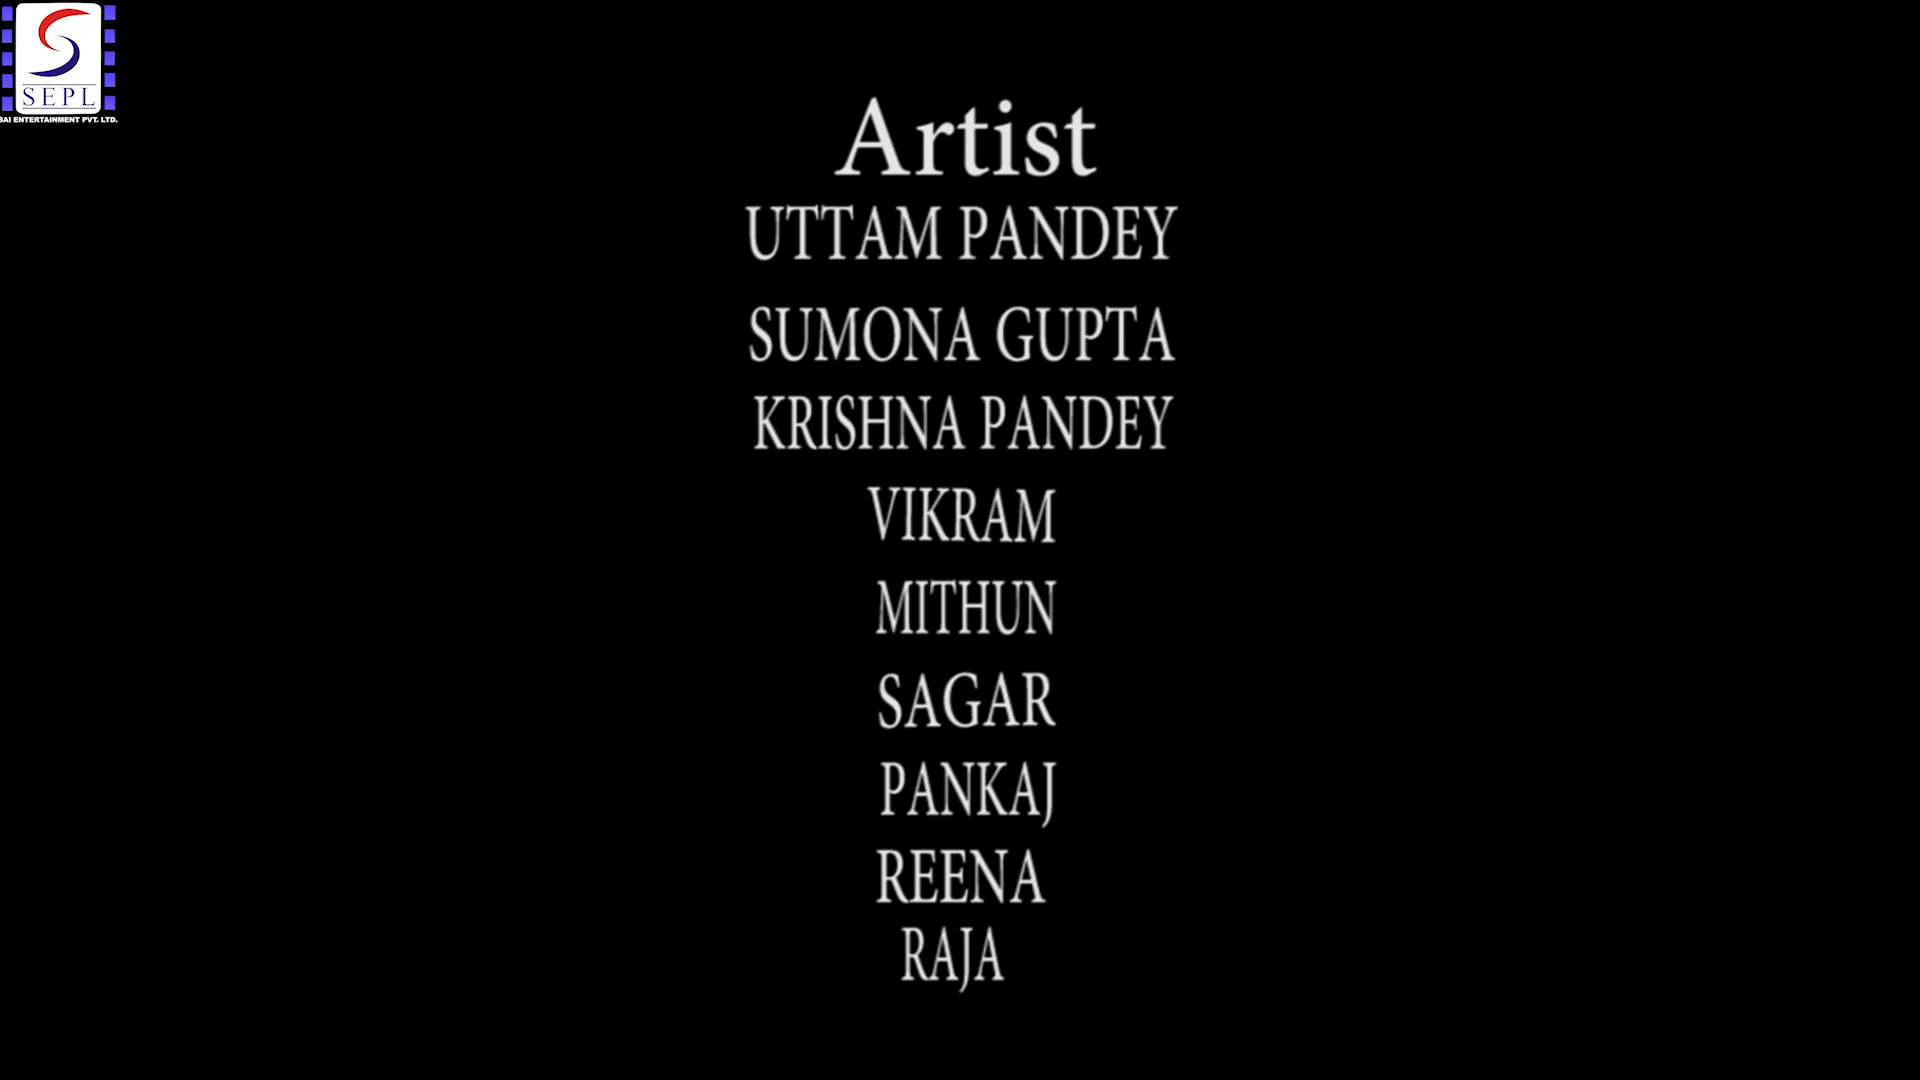 SEPL
SAI ENTERTAINMENT PVT. LTD.
Artist
UTTAM PANDEY
SUMONA GUPTA
KRISHNA PANDEY
VIKRAM
MITHUN
SAGAR
PANKAJ
REENA
RAJA